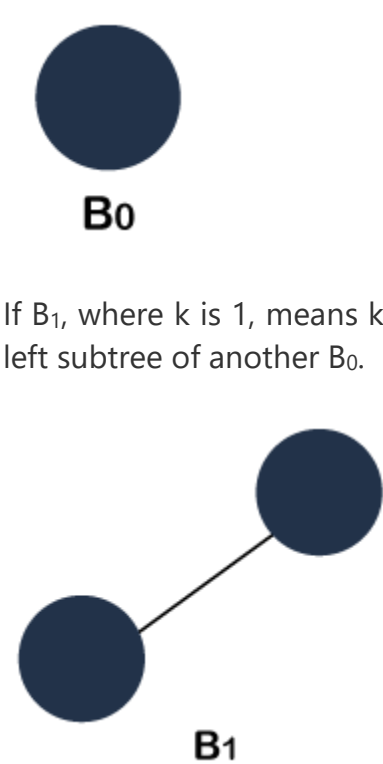 B0
If B₁, where k is 1, means k
left subtree of another B₀.
B1